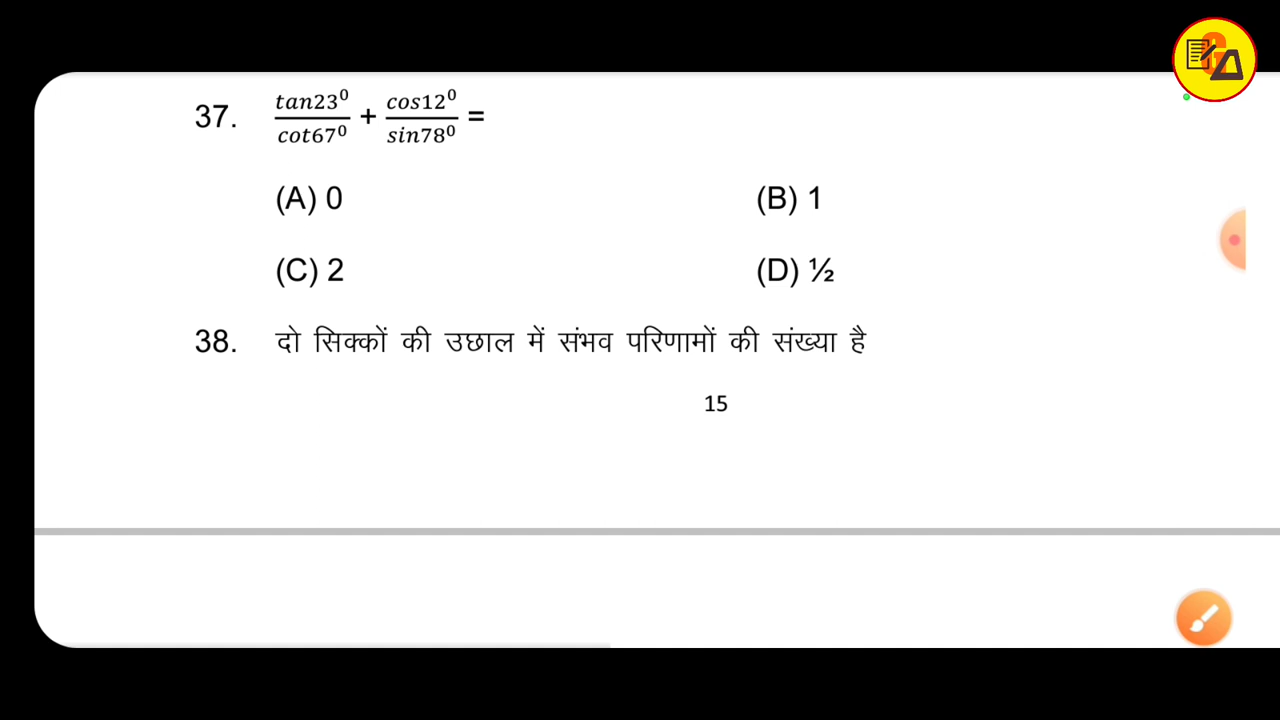 37. tan23⁰/cot67⁰ + cos12⁰/sin78⁰ =
(A) 0 (B) 1
(C) 2 (D) ½
38. दो सिक्कों की उछाल में संभव परिणामों की संख्या है
15